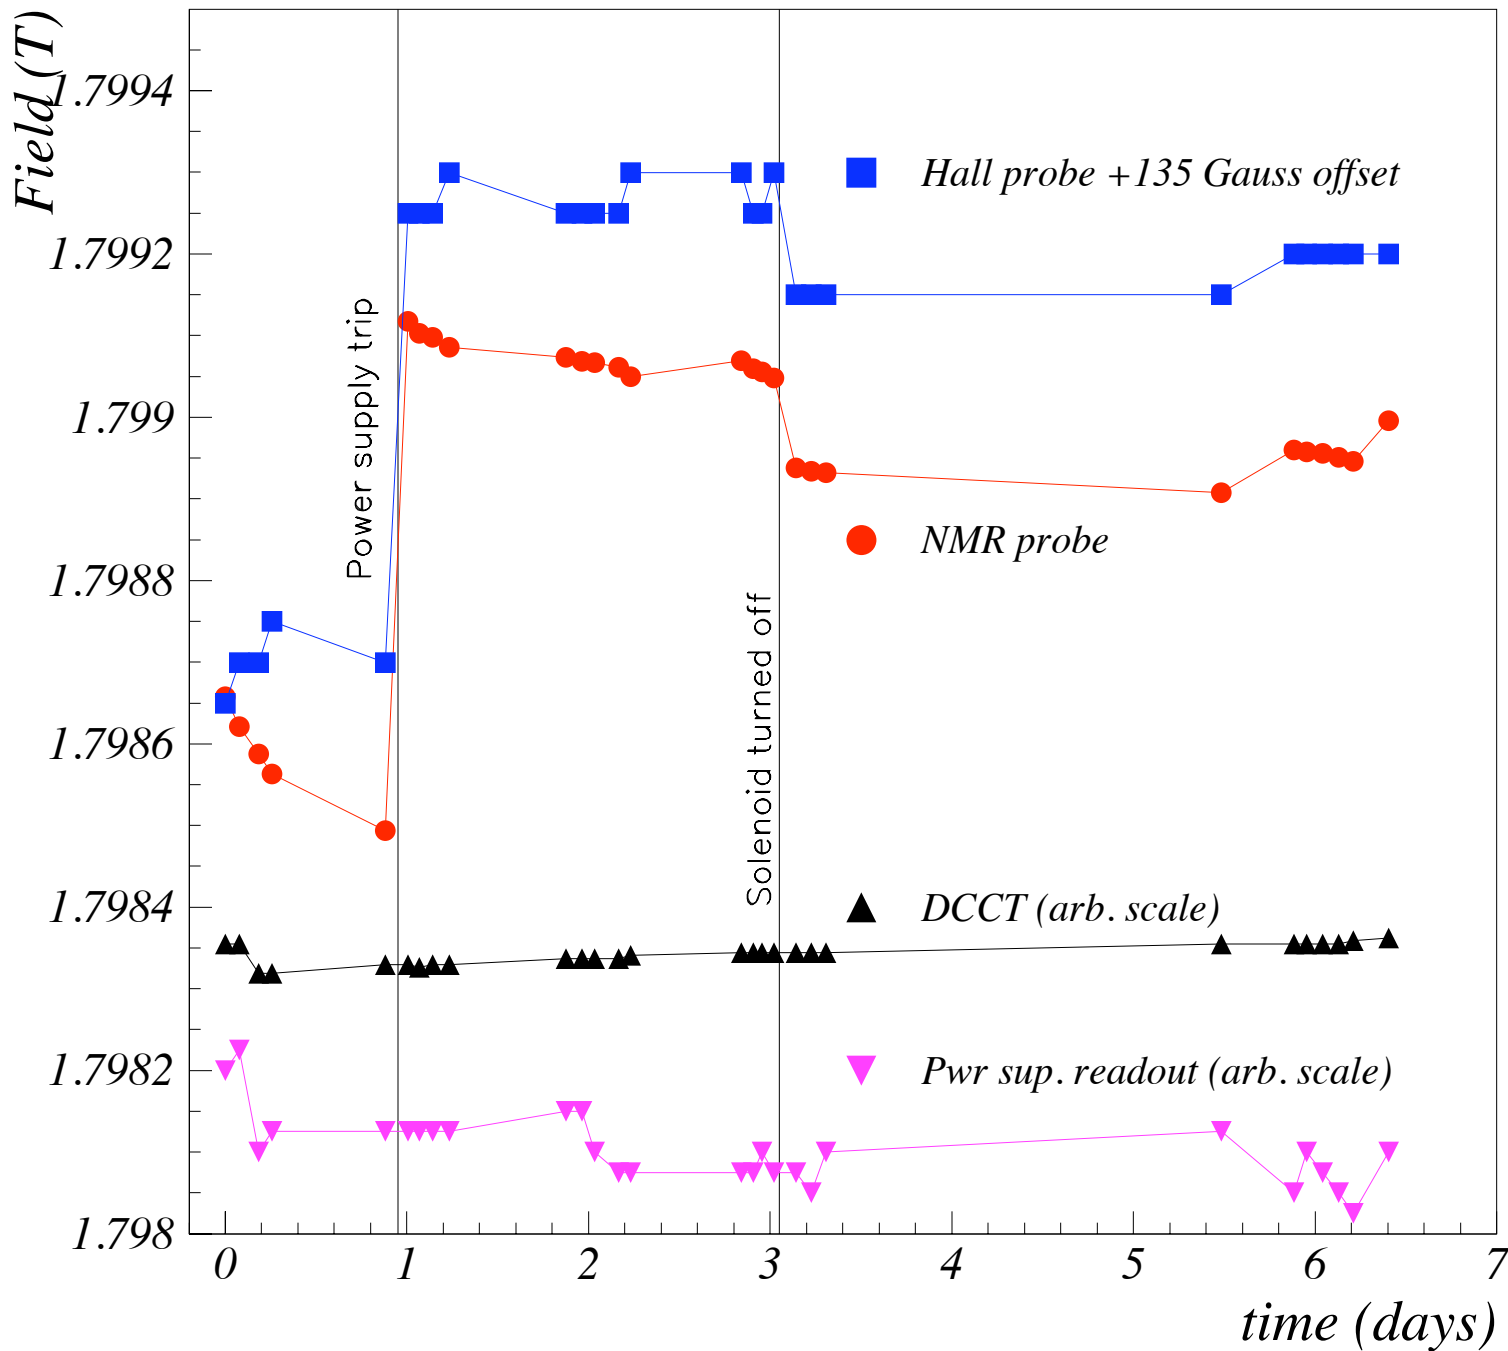 Field (T)
1.7994
1.7992
1.799
1.7988
1.7986
1.7984
1.7982
1.798
Hall probe +135 Gauss offset
Power supply trip
NMR probe
Solenoid turned off
DCCT (arb. scale)
Pwr sup. readout (arb. scale)
0 1 2 3 4 5 6 7
time (days)